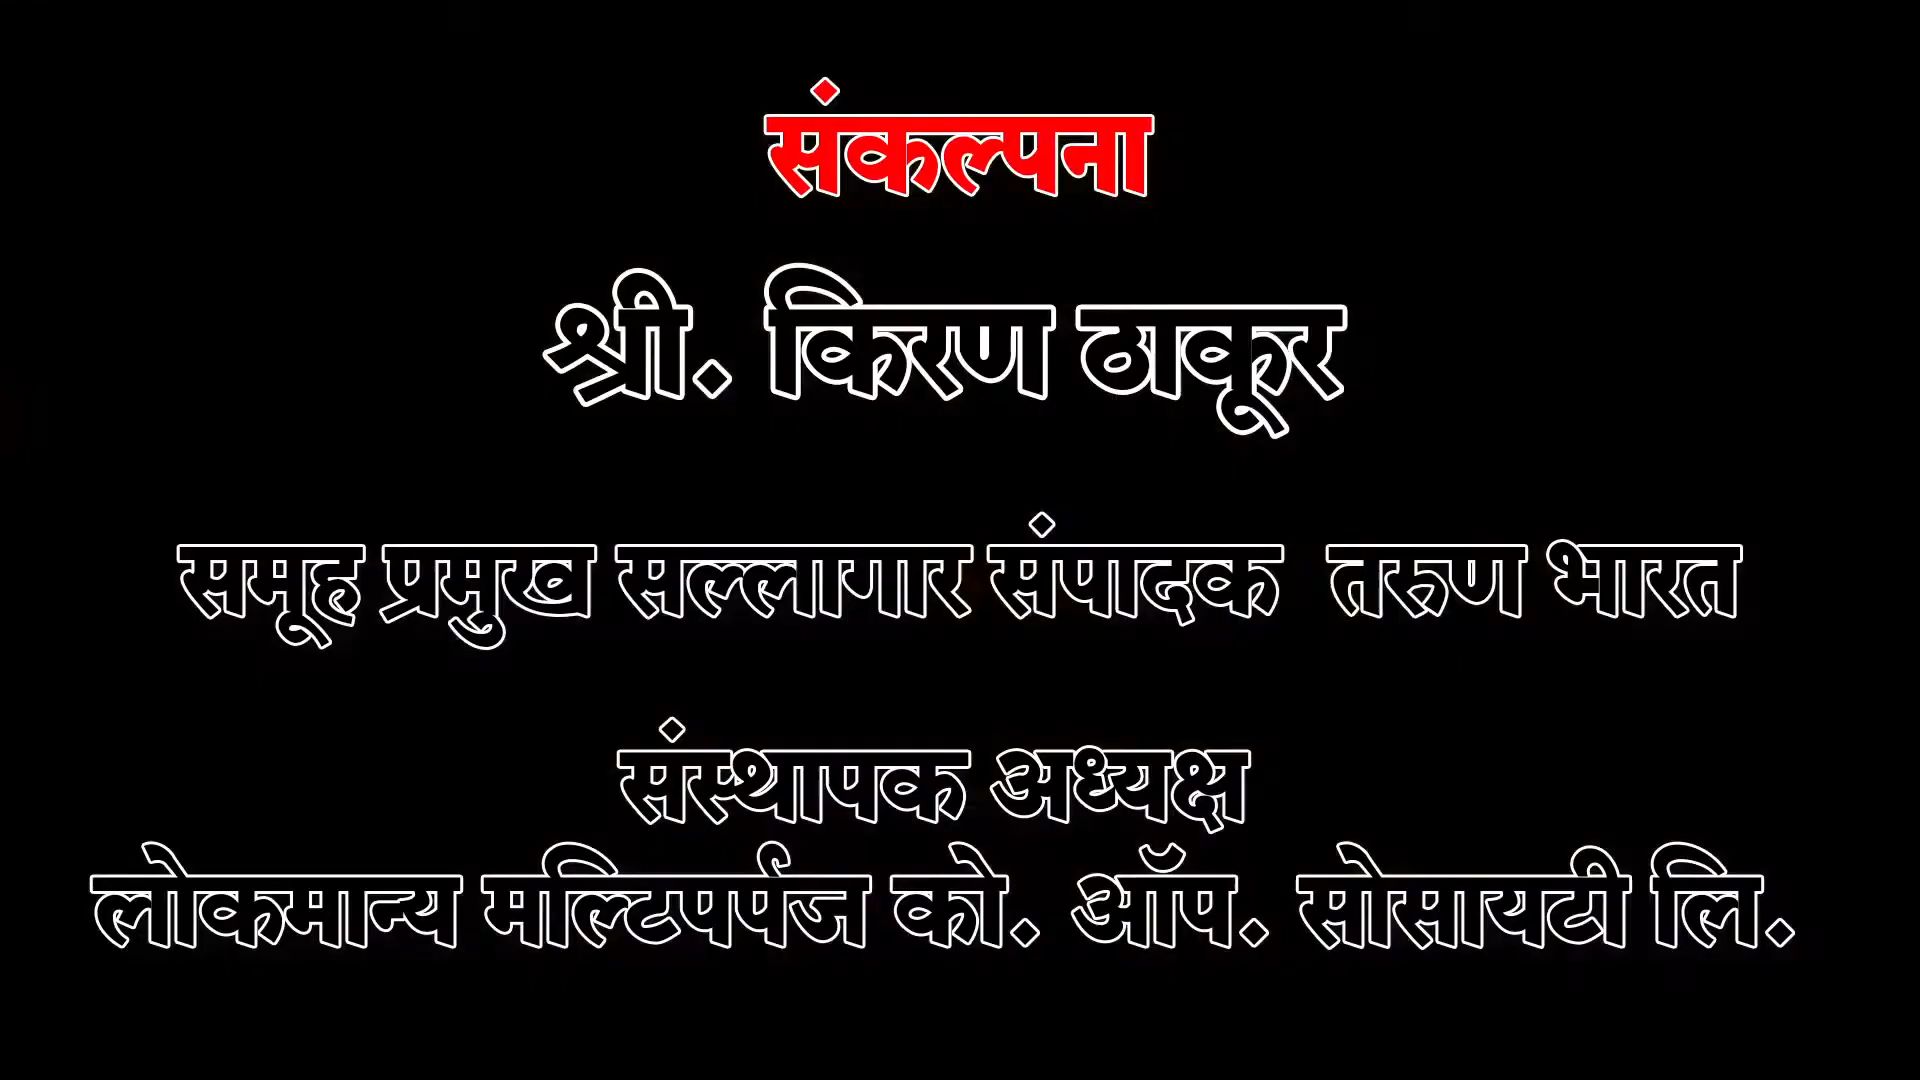 संकल्पना
श्री. किरण ठाकूर
समूह प्रमुख सल्लागार संपादक तरुण भारत
संस्थापक अध्यक्ष
लोकमान्य मल्टिपर्पज को. ऑप. सोसायटी लि.